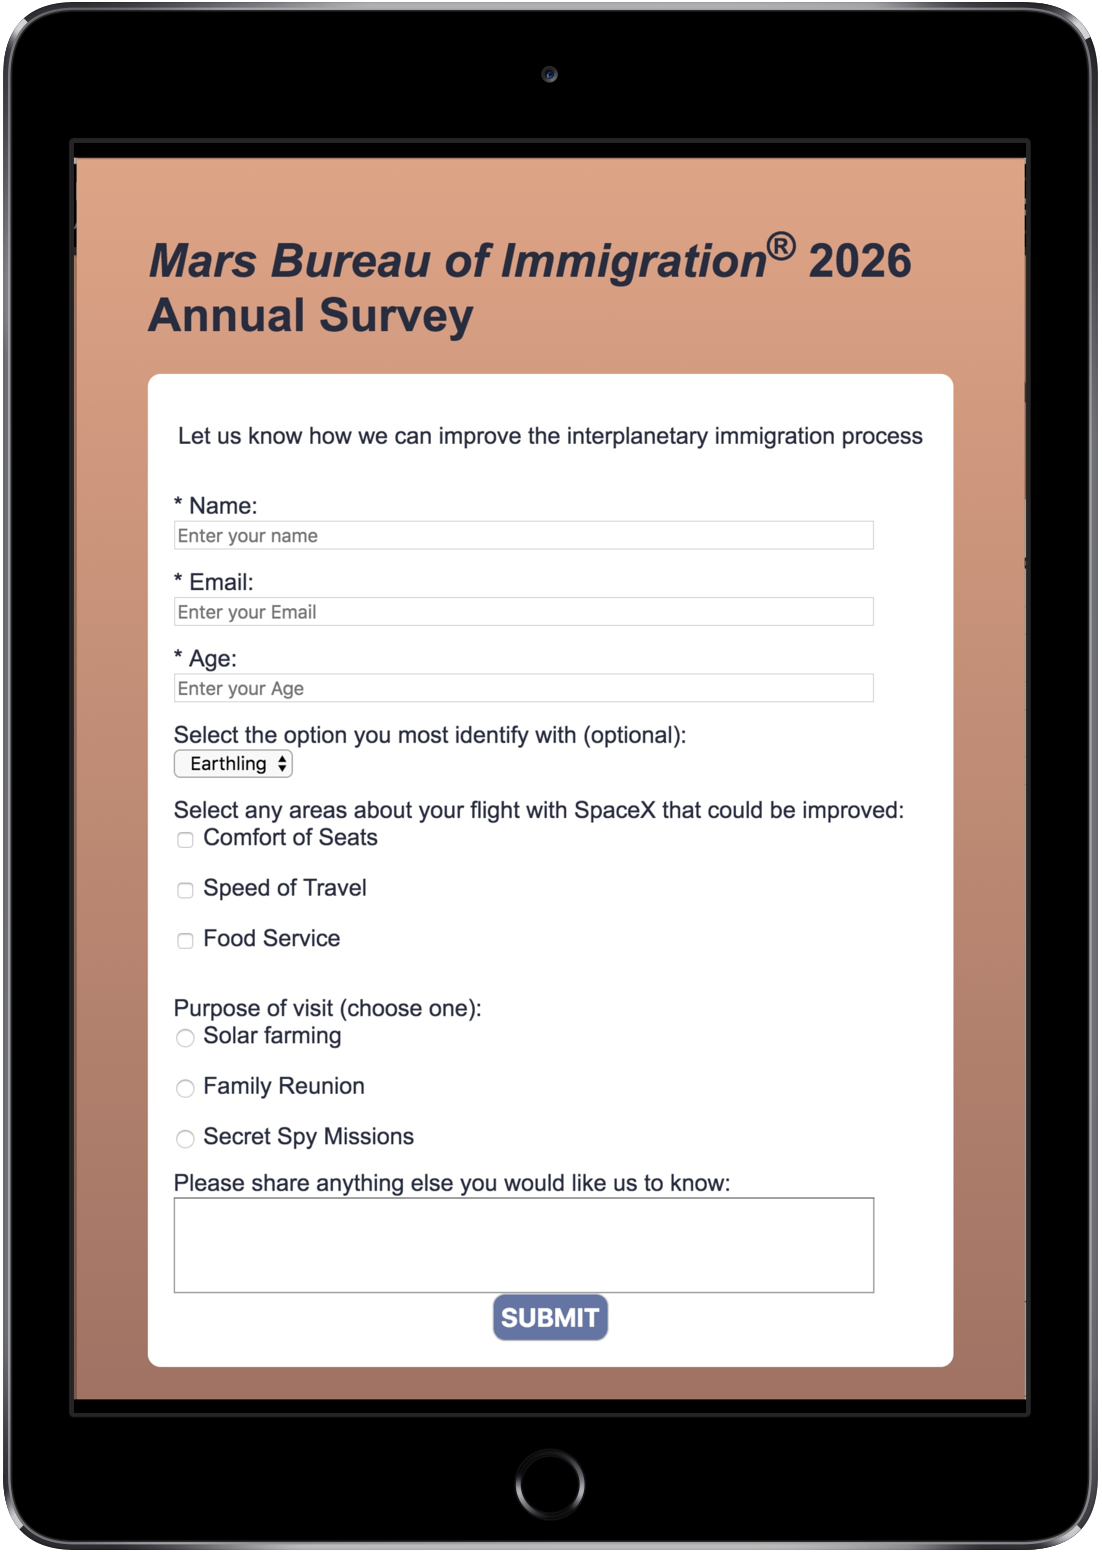 Mars Bureau of Immigration® 2026
Annual Survey
Let us know how we can improve the interplanetary immigration process
* Name:
Enter your name
* Email:
Enter your Email
* Age:
Enter your Age
Select the option you most identify with (optional):
Earthling
Select any areas about your flight with SpaceX that could be improved:
Comfort of Seats
Speed of Travel
Food Service
Purpose of visit (choose one):
Solar farming
Family Reunion
Secret Spy Missions
Please share anything else you would like us to know:
SUBMIT